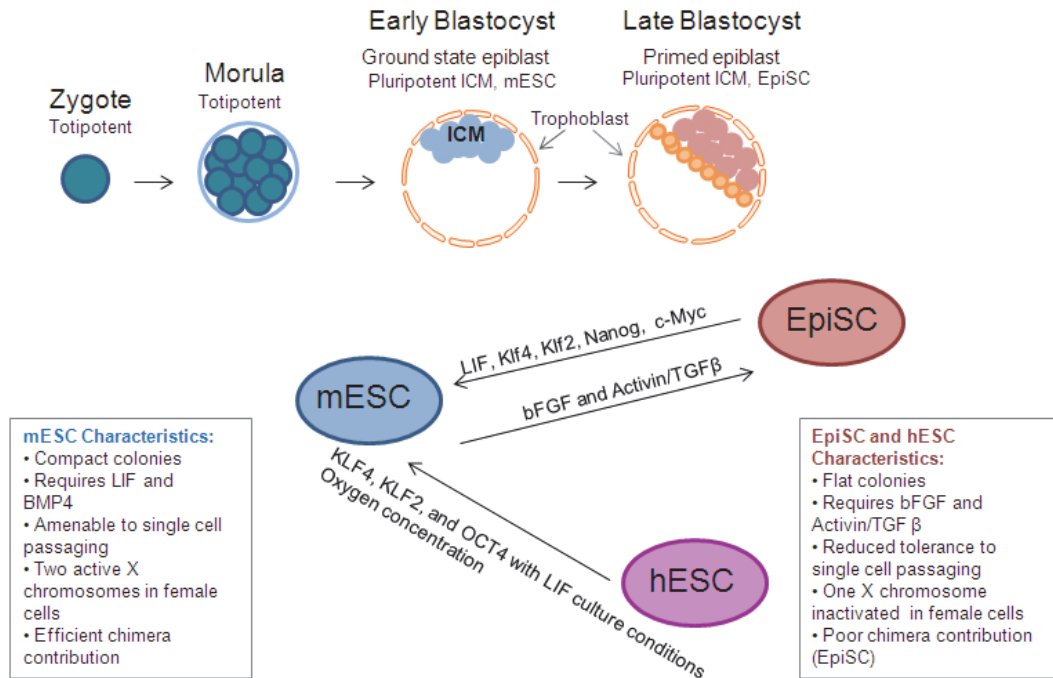 Zygote
Totipotent
Morula
Totipotent
Early Blastocyst
Ground state epiblast
Pluripotent ICM, mESC
Late Blastocyst
Primed epiblast
Pluripotent ICM, EpiSC
ICM
Trophoblast
EpiSC
LIF, Klf4, Klf2, Nanog, c-Myc
bFGF and Activin/TGFβ
mESC
KLF4, KLF2, and OCT4 with LIF culture conditions
Oxygen concentration
hESC
mESC Characteristics:
• Compact colonies
• Requires LIF and
BMP4
• Amenable to single cell
passaging
• Two active X
chromosomes in female
cells
• Efficient chimera
contribution
EpiSC and hESC
Characteristics:
• Flat colonies
• Requires bFGF and
Activin/TGF β
• Reduced tolerance to
single cell passaging
• One X chromosome
inactivated in female cells
• Poor chimera contribution
(EpiSC)